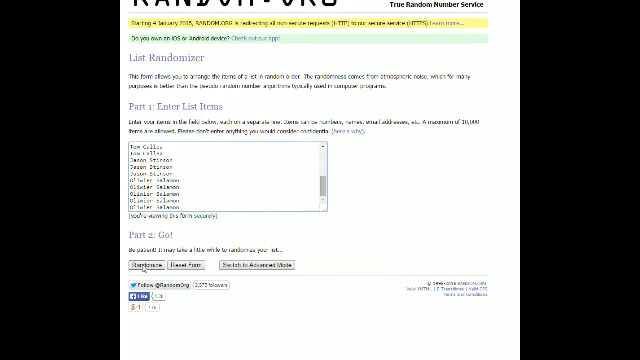 RANDOM.ORG
True Random Number Service
Starting 4 January 2015, RANDOM.ORG is redirecting all non-secure requests (HTTP) to our secure service (HTTPS) Learn more...
Do you own an iOS or Android device? Check out our app!
List Randomizer
This form allows you to arrange the items of a list in random order. The randomness comes from atmospheric noise, which for many
purposes is better than the pseudo random number algorithms typically used in computer programs.
Part 1: Enter List Items
Enter your items in the field below, each on a separate line. Items can be numbers, names, email addresses, etc. A maximum of 10,000
items are allowed. Please don't enter anything you would consider confidential (here's why).
Tom Callea
Tom Callea
Jason Stinson
Jason Stinson
Jason Stinson
Olivier Salamon
Olivier Salamon
Olivier Salamon
Olivier Salamon
Olivier Salamon
(you're viewing this form securely)
Part 2: Go!
Be patient! It may take a little while to randomize your list...
Randomize Reset Form Switch to Advanced Mode
Follow @RandomOrg 2,575 followers
Like 4.2k
© 1998-2016 RANDOM.ORG
Valid XHTML 1.0 Transitional | Valid CSS
Terms and Conditions